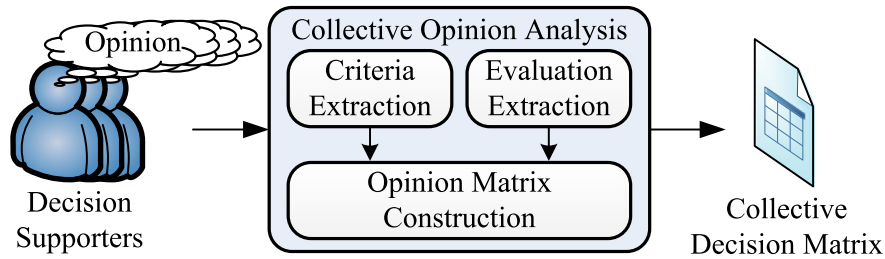 Opinion
Decision
Supporters
Collective Opinion Analysis
Criteria
Extraction
Evaluation
Extraction
Opinion Matrix
Construction
Collective
Decision Matrix